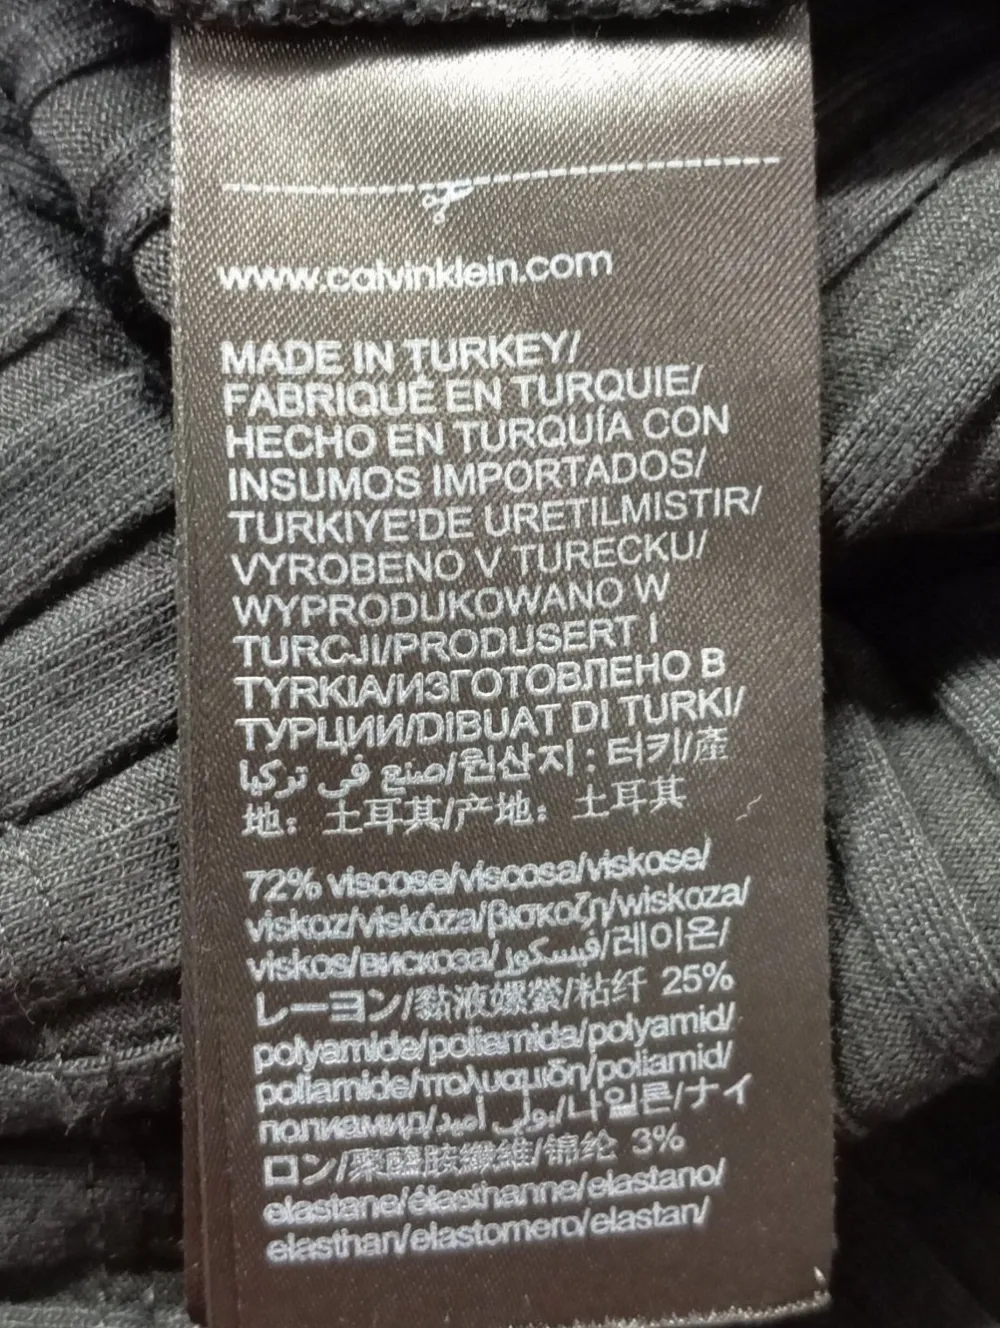 www.calvinklein.com
MADE IN TURKEY/
FABRIQUÉ EN TURQUIE/
HECHO EN TURQUÍA CON
INSUMOS IMPORTADOS/
TURKIYE'DE URETILMISTIR/
VYROBENO V TURECKU/
WYPRODUKOWANO W
TURCJI/PRODUSERT I
TYRKIA/ИЗГОТОВЛЕНО В
ТУРЦИИ/DIBUAT DI TURKI/
صنع في تركيا/원산지 : 터키/產
地：土耳其/产地：土耳其
72% viscose/viscosa/viskose/
viskoz/viskóza/βισκοζη/wiskoza/
viskos/вискоза/فيسكوز/레이온/
レーヨン/黏液嫘縈/粘纤 25%
polyamide/poliamida/polyamid/
poliamide/πολυαμιδη/poliamid/
полиамид/بولي أميد/나일론/ナイ
ロン/聚醯胺纖維/锦纶 3%
elastane/élasthanne/elastano/
elasthan/elastomero/elastan/